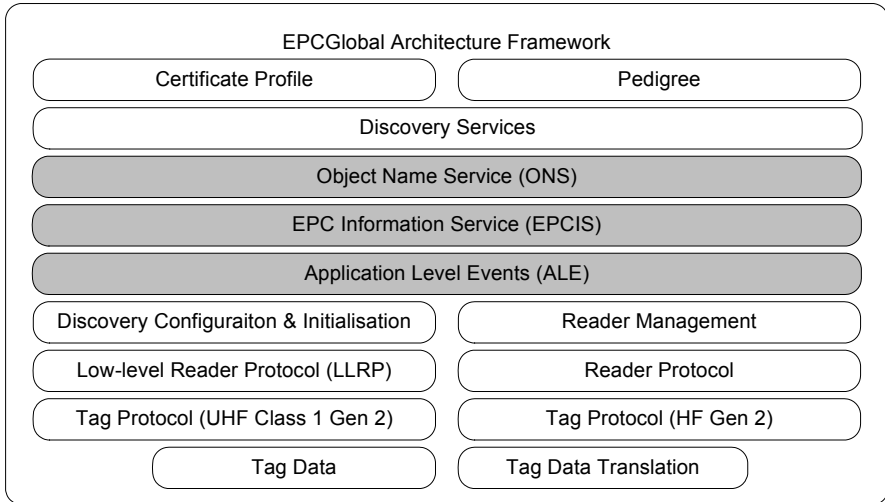 EPCGlobal Architecture Framework
Certificate Profile
Pedigree
Discovery Services
Object Name Service (ONS)
EPC Information Service (EPCIS)
Application Level Events (ALE)
Discovery Configuraiton & Initialisation
Reader Management
Low-level Reader Protocol (LLRP)
Reader Protocol
Tag Protocol (UHF Class 1 Gen 2)
Tag Protocol (HF Gen 2)
Tag Data
Tag Data Translation